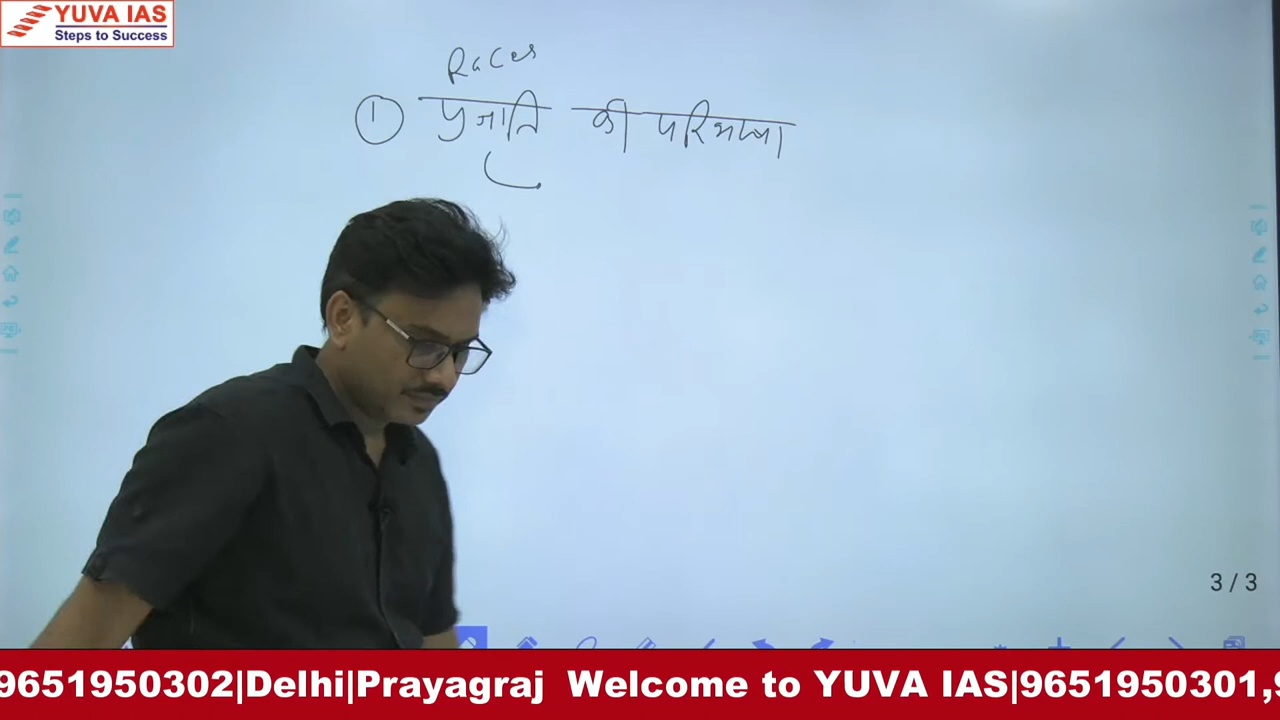 YUVA IAS
Steps to Success
Races
① प्रजाति की परिभाषा
3 / 3
9651950302|Delhi|Prayagraj Welcome to YUVA IAS|9651950301,9